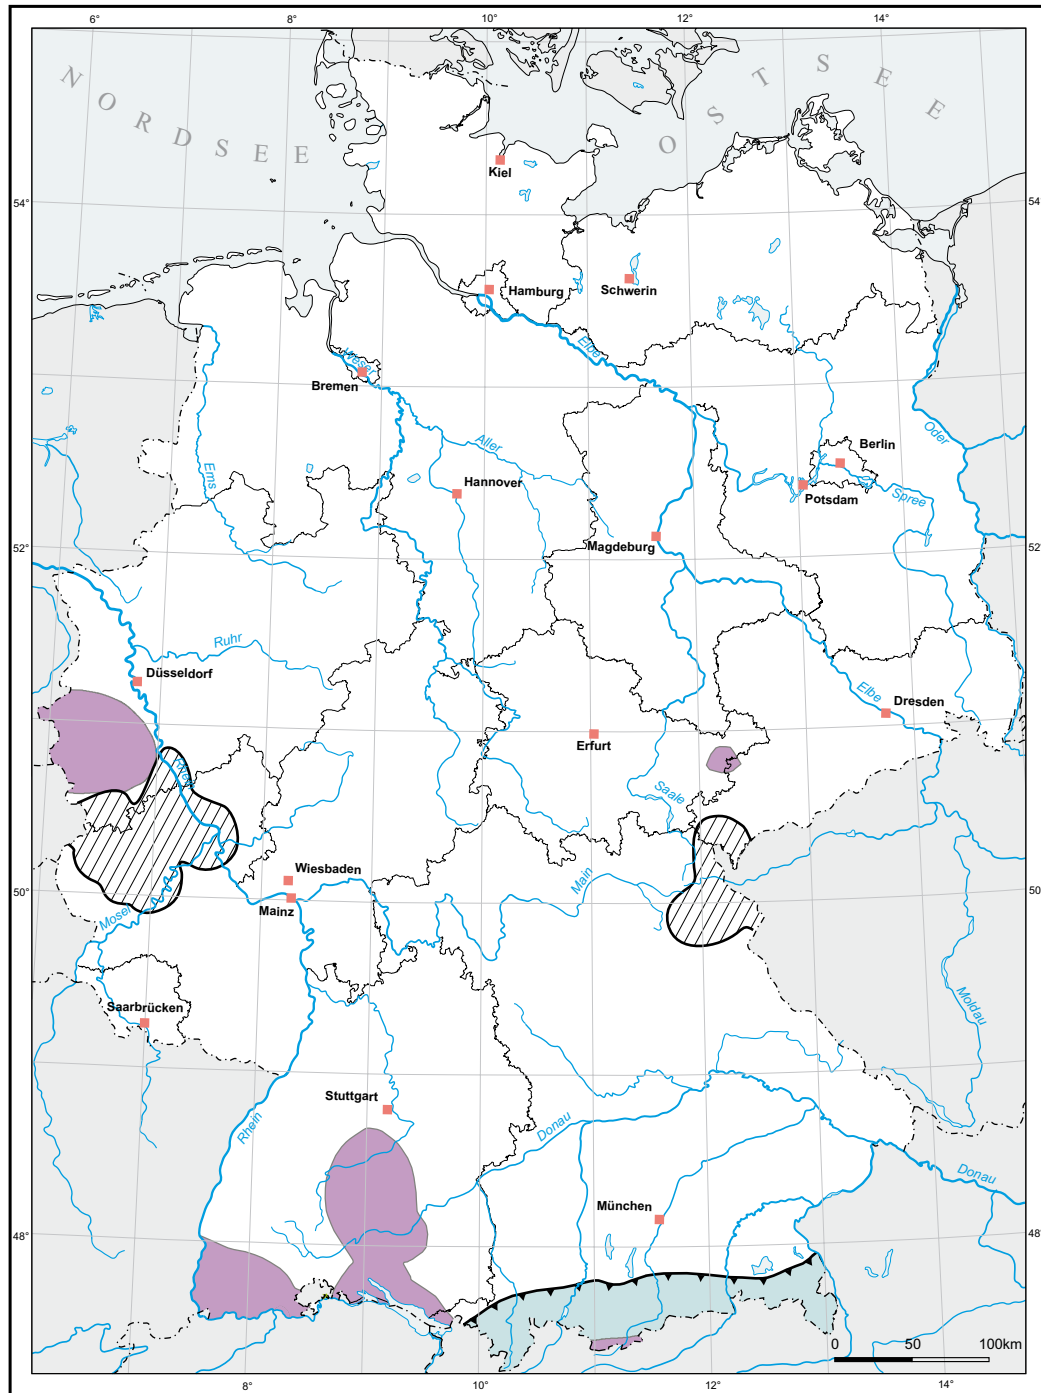 6°
8°
10°
12°
14°
NORDSEE
OSTSEE
Kiel
54°
54°
Hamburg
Schwerin
Elbe
Weser
Bremen
Oder
Aller
Berlin
Ems
Hannover
Potsdam
Spree
Magdeburg
52°
52°
Ruhr
Düsseldorf
Elbe
Dresden
Erfurt
Rhein
Saale
Wiesbaden
Main
50°
50°
Mainz
Mosel
Moldau
Saarbrücken
Stuttgart
Rhein
Donau
Donau
München
48°
48°
0 50 100km
8°
10°
12°
14°